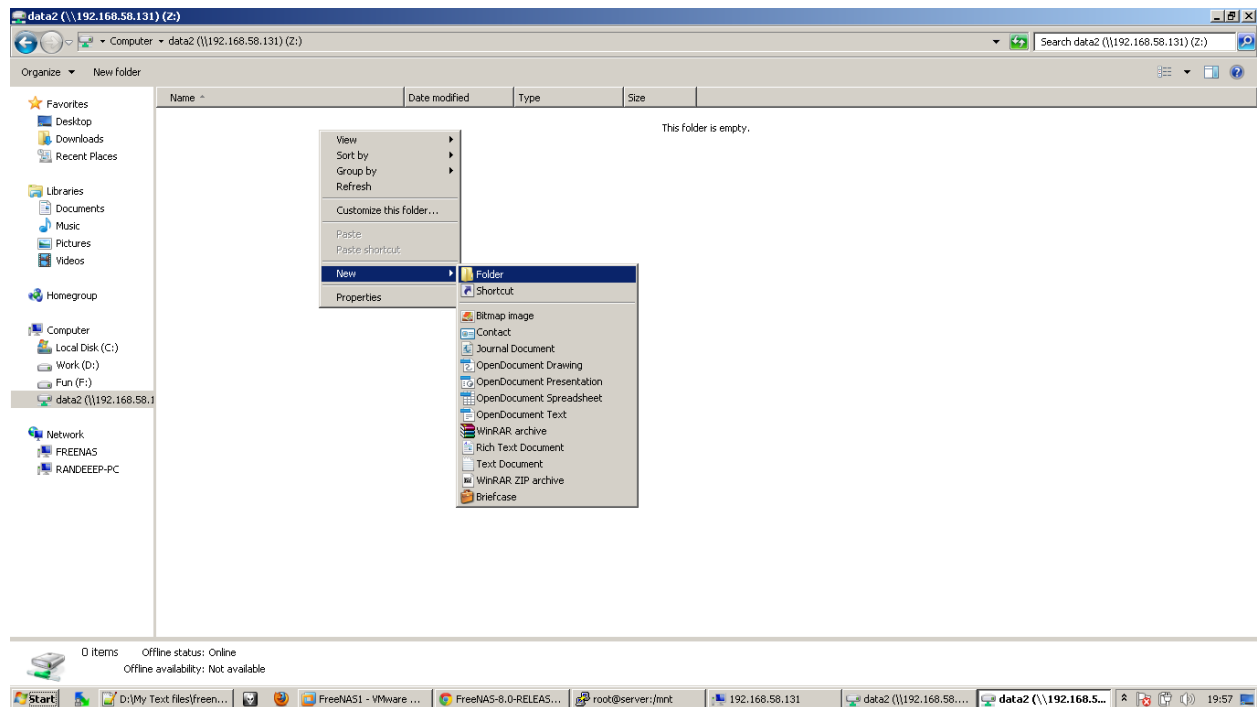 data2 (\\192.168.58.131) (Z:)
Computer data2 (\\192.168.58.131) (Z:)
Search data2 (\\192.168.58.131) (Z:)
Organize New folder
Name Date modified Type Size
This folder is empty.
Favorites
Desktop
Downloads
Recent Places
Libraries
Documents
Music
Pictures
Videos
Homegroup
Computer
Local Disk (C:)
Work (D:)
Fun (F:)
data2 (\\192.168.58.1
Network
FREENAS
RANDEEEP-PC
View
Sort by
Group by
Refresh
Customize this folder...
Paste
Paste shortcut
New
Properties
Folder
Shortcut
Bitmap image
Contact
Journal Document
OpenDocument Drawing
OpenDocument Presentation
OpenDocument Spreadsheet
OpenDocument Text
WinRAR archive
Rich Text Document
Text Document
WinRAR ZIP archive
Briefcase
0 items Offline status: Online
Offline availability: Not available
Start D:\My Text files\freen... FreeNAS1 - VMware ... FreeNAS-8.0-RELEAS... root@server:/mnt 192.168.58.131 data2 (\\192.168.58.... data2 (\\192.168.5... 19:57